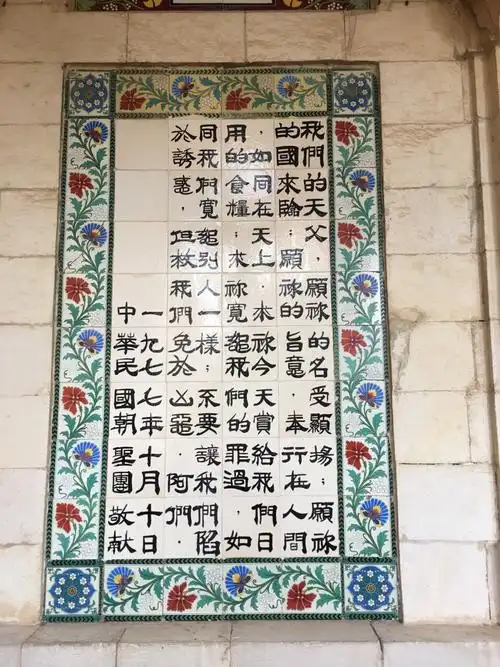 我們的天父,願祢的名受顯揚;願祢
的國來臨;願祢的旨意,奉行在人間
,如同在天上.求祢今天賞給我們日
用的食糧;求祢寬恕我們的罪過,如
同我們寬恕別人一樣;不要讓我們陷
於誘惑,但救我們免於凶惡.阿們.
一九七七年十月十日
中華民國朝聖團敬献